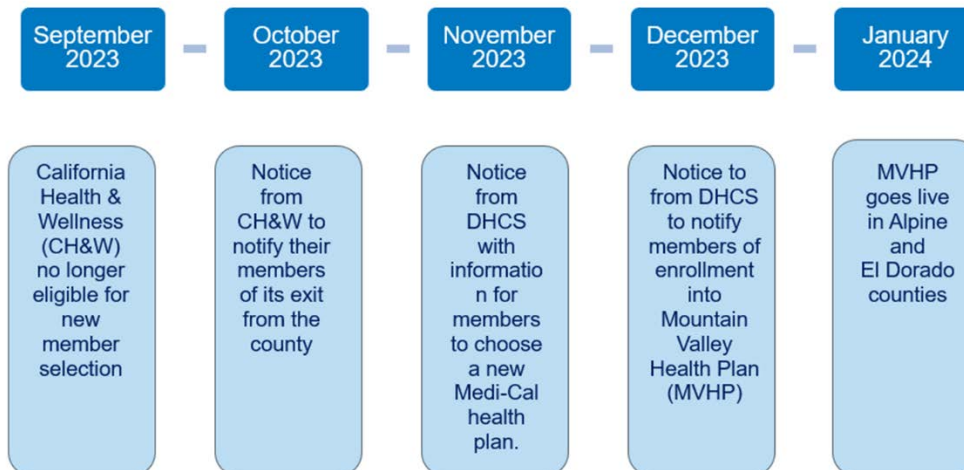 September
2023
October
2023
November
2023
December
2023
January
2024
California
Health &
Wellness
(CH&W)
no longer
eligible for
new
member
selection
Notice
from
CH&W to
notify their
members
of its exit
from the
county
Notice
from
DHCS
with
informatio
n for
members
to choose
a new
Medi-Cal
health
plan.
Notice to
from DHCS
to notify
members of
enrollment
into
Mountain
Valley
Health Plan
(MVHP)
MVHP
goes live
in Alpine
and
El Dorado
counties